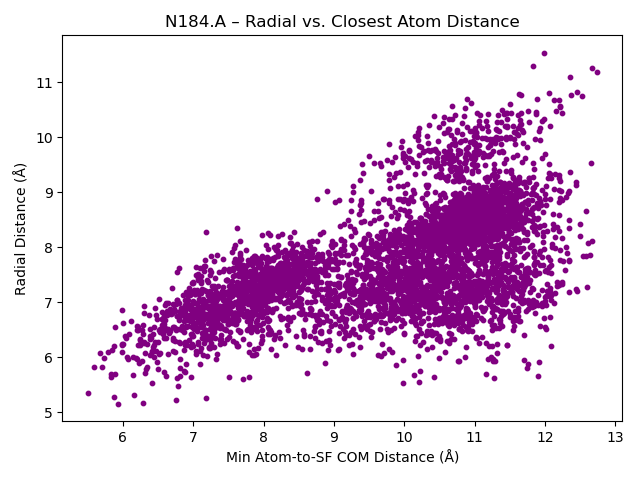 N184.A – Radial vs. Closest Atom Distance
11
10
9
8
7
6
5
Radial Distance (Å)
6 7 8 9 10 11 12 13
Min Atom-to-SF COM Distance (Å)